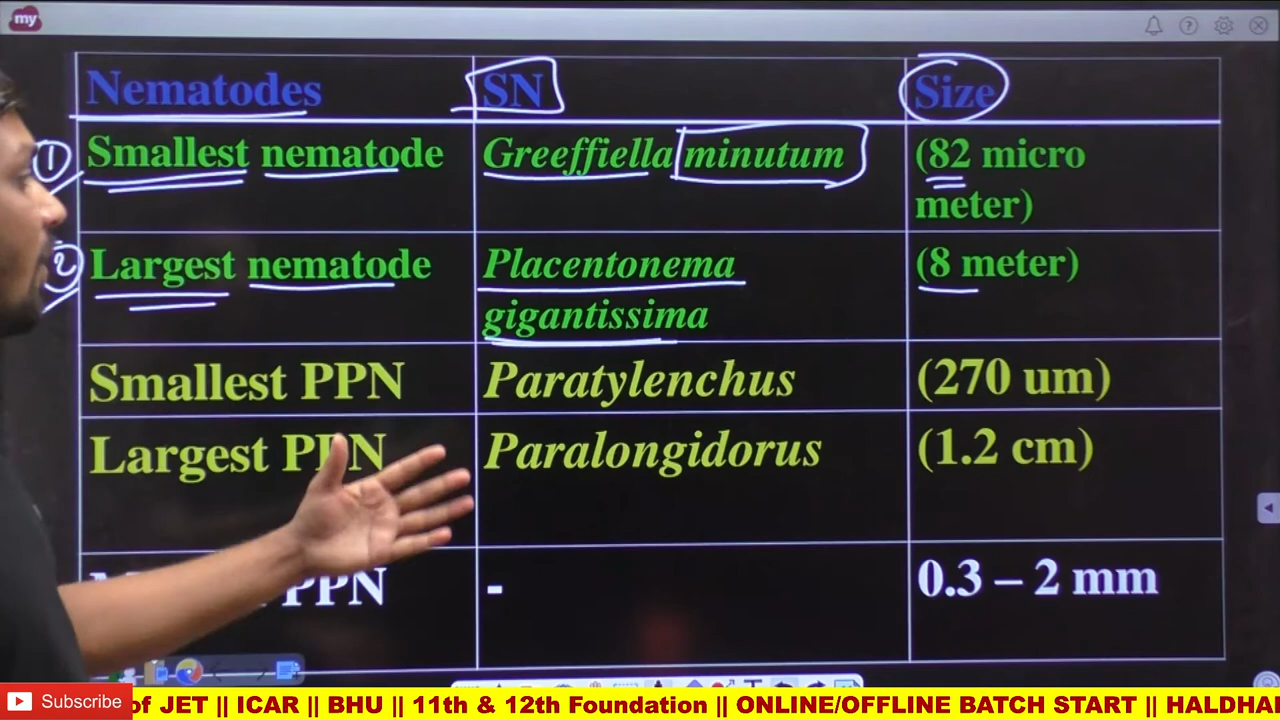 my
Nematodes SN Size
1 Smallest nematode Greeffiella minutum (82 micro
meter)
2 Largest nematode Placentonema (8 meter)
gigantissima
Smallest PPN Paratylenchus (270 um)
Largest PPN Paralongidorus (1.2 cm)
PPN - 0.3 – 2 mm
Subscribe of JET || ICAR || BHU || 11th & 12th Foundation || ONLINE/OFFLINE BATCH START ||